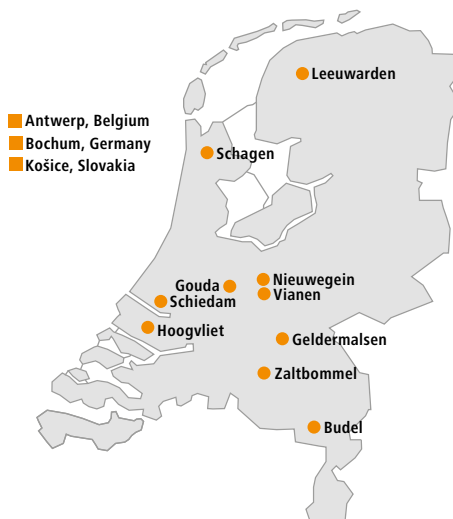 Leeuwarden
Antwerp, Belgium
Bochum, Germany
Košice, Slovakia
Schagen
Gouda
Nieuwegein
Schiedam
Vianen
Hoogvliet
Geldermalsen
Zaltbommel
Budel